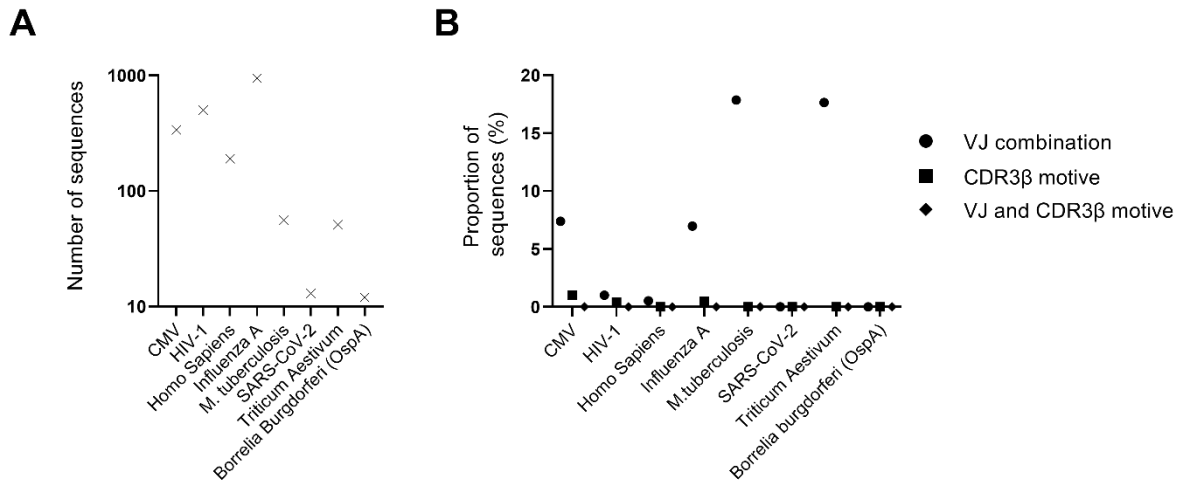 A
Number of sequences
1000
100
10
CMV
HIV-1
Homo Sapiens
Influenza A
M. tuberculosis
SARS-CoV-2
Triticum Aestivum
Borrelia Burgdorferi (OspA)
B
Proportion of
sequences (%)
20
15
10
5
0
CMV
HIV-1
Homo Sapiens
Influenza A
M.tuberculosis
SARS-CoV-2
Triticum Aestivum
Borrelia burgdorferi (OspA)
VJ combination
CDR3β motive
VJ and CDR3β motive